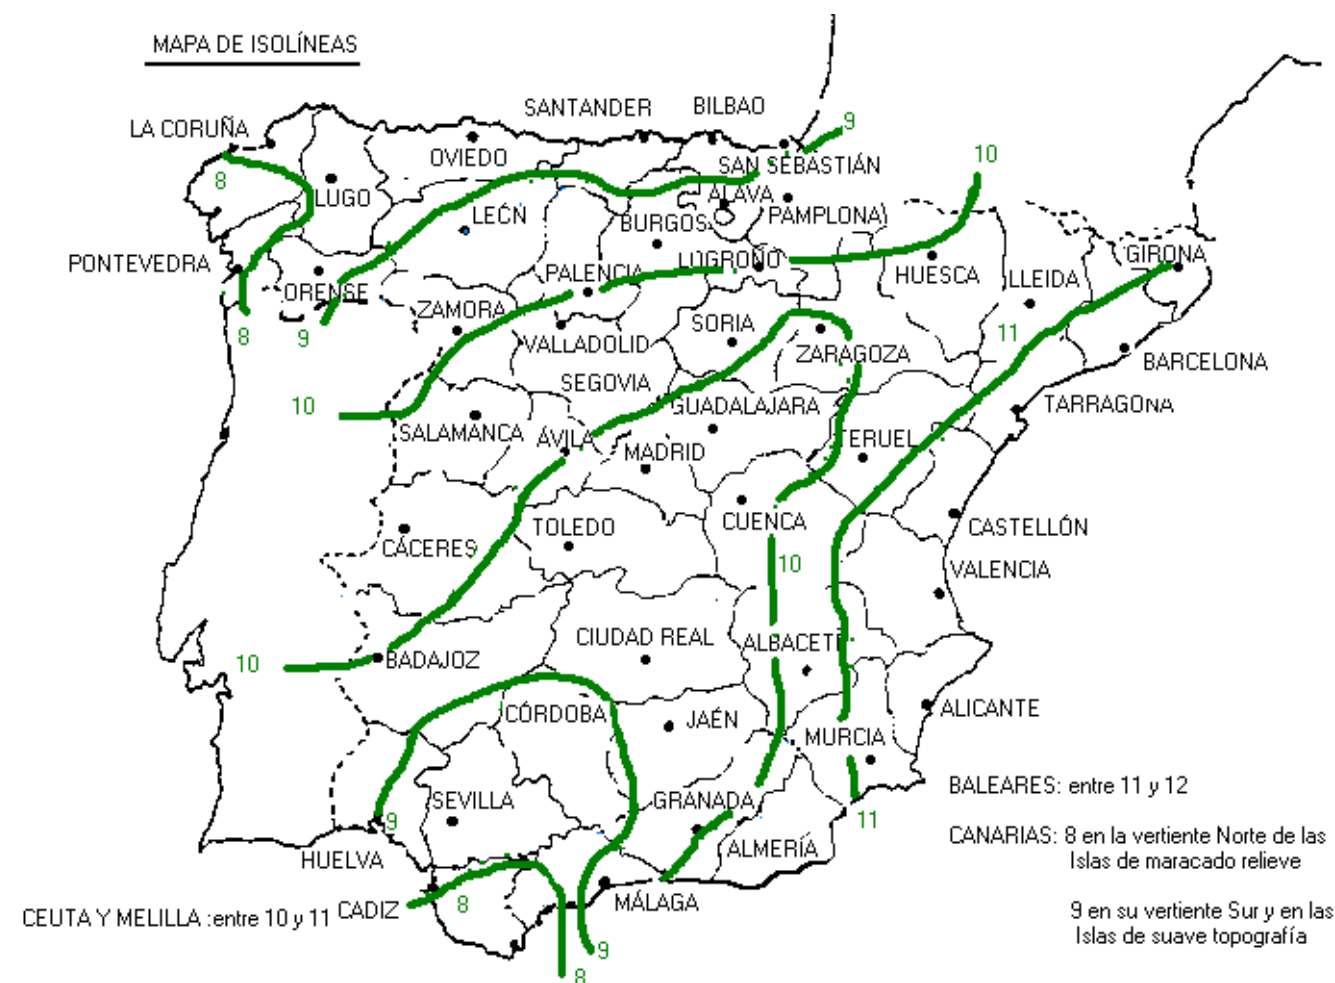 MAPA DE ISOLÍNEAS
SANTANDER
BILBAO
9
LA CORUÑA
OVIEDO
SAN SEBASTIÁN
10
8
LUGO
ÁLAVA
LEÓN
BURGOS
PAMPLONA
PONTEVEDRA
ORENSE
PALENCIA
LOGROÑO
HUESCA
LLEIDA
GIRONA
8
9
ZAMORA
VALLADOLID
SORIA
ZARAGOZA
11
BARCELONA
SEGOVIA
10
GUADALAJARA
TARRAGONA
SALAMANCA
ÁVILA
MADRID
TERUEL
CÁCERES
TOLEDO
CUENCA
CASTELLÓN
10
VALENCIA
10
BADAJOZ
CIUDAD REAL
ALBACETE
CÓRDOBA
JAÉN
MURCIA
ALICANTE
BALEARES: entre 11 y 12
9
SEVILLA
GRANADA
11
HUELVA
ALMERÍA
CANARIAS: 8 en la vertiente Norte de las
Islas de maracado relieve
CEUTA Y MELILLA :entre 10 y 11
CADIZ
8
MÁLAGA
9 en su vertiente Sur y en las
Islas de suave topografía
9
8